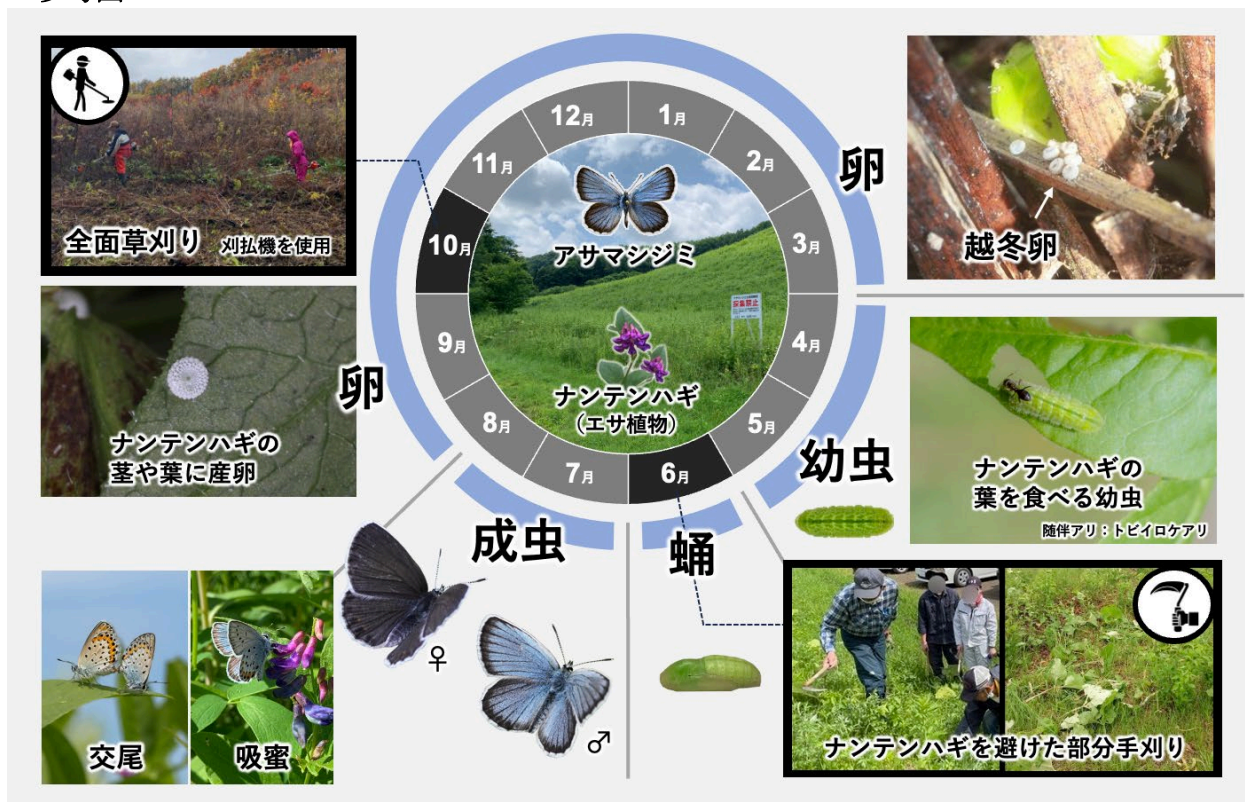 全面草刈り 刈払機を使用
12月
1月
2月
3月
4月
5月
6月
7月
8月
9月
10月
11月
アサマシジミ
採集禁止
ナンテンハギ
(エサ植物)
卵
越冬卵
幼虫
ナンテンハギの
葉を食べる幼虫
随伴アリ:トビイロケアリ
蛹
ナンテンハギを避けた部分手刈り
成虫
♀
♂
交尾
吸蜜
卵
ナンテンハギの
茎や葉に産卵